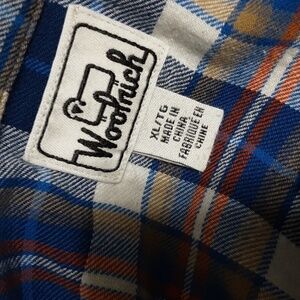 Woolrich
XL/TG
MADE IN
CHINA
FABRIQUÉ EN
CHINE